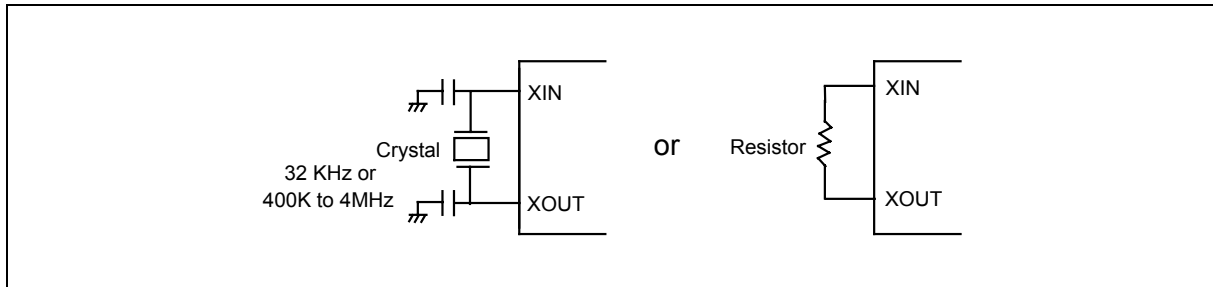 XIN
Crystal
32 KHz or
400K to 4MHz
XOUT
or
XIN
Resistor
XOUT